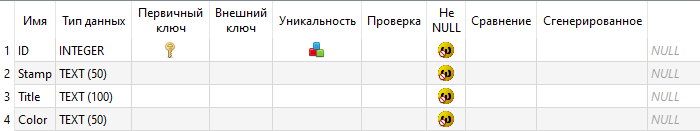 Имя Тип данных Первичный ключ Внешний ключ Уникальность Проверка Не NULL Сравнение Сгенерированное
1 ID INTEGER NULL
2 Stamp TEXT (50) NULL
3 Title TEXT (100) NULL
4 Color TEXT (50) NULL